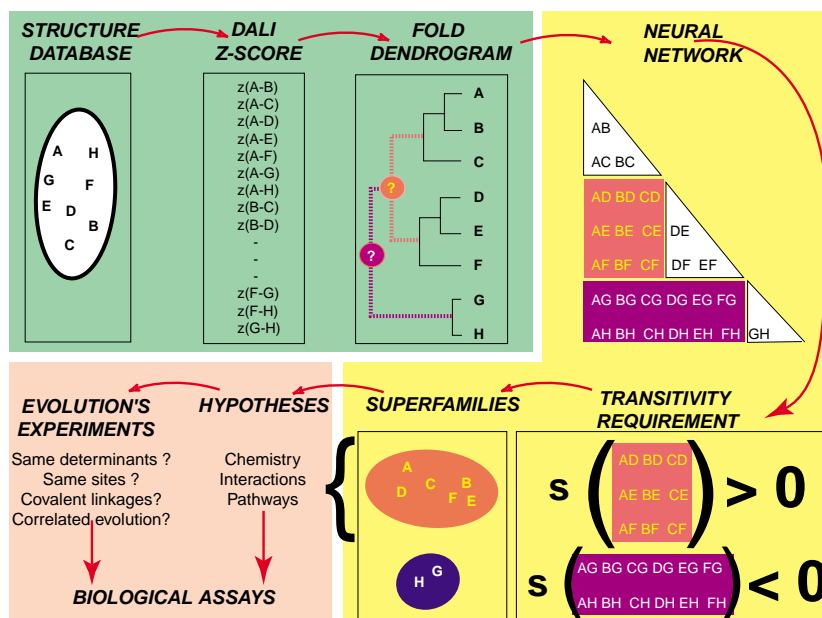 STRUCTURE
DATABASE
A
H
G
F
E
D
B
C
DALI
Z-SCORE
z(A-B)
z(A-C)
z(A-D)
z(A-E)
z(A-F)
z(A-G)
z(A-H)
z(B-C)
z(B-D)
-
-
-
z(F-G)
z(F-H)
z(G-H)
FOLD
DENDROGRAM
A
B
C
?
D
E
?
F
G
H
NEURAL
NETWORK
AB
AC BC
AD BD CD
AE BE CE DE
AF BF CF DF EF
AG BG CG DG EG FG
AH BH CH DH EH FH GH
TRANSITIVITY
REQUIREMENT
s ( AD BD CD
AE BE CE
AF BF CF ) > 0
s ( AG BG CG DG EG FG
AH BH CH DH EH FH ) < 0
SUPERFAMILIES
{
A
D C B
F E
G
H
HYPOTHESES
Chemistry
Interactions
Pathways
EVOLUTION'S
EXPERIMENTS
Same determinants ?
Same sites ?
Covalent linkages?
Correlated evolution?
BIOLOGICAL ASSAYS